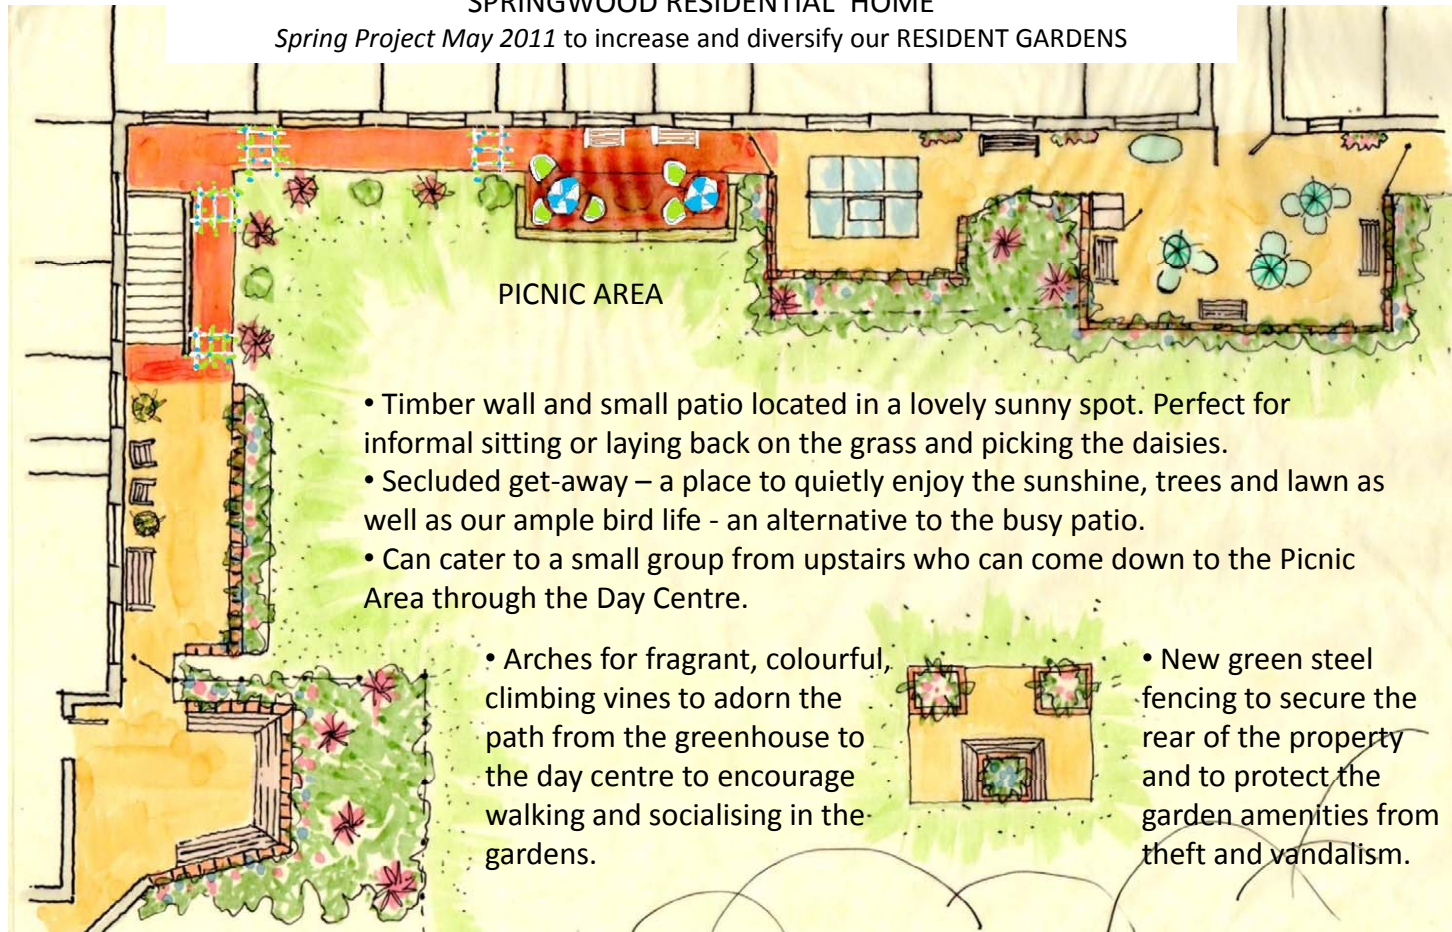 SPRINGWOOD RESIDENTIAL HOME
Spring Project May 2011 to increase and diversify our RESIDENT GARDENS
PICNIC AREA
• Timber wall and small patio located in a lovely sunny spot. Perfect for
informal sitting or laying back on the grass and picking the daisies.
• Secluded get-away – a place to quietly enjoy the sunshine, trees and lawn as
well as our ample bird life - an alternative to the busy patio.
• Can cater to a small group from upstairs who can come down to the Picnic
Area through the Day Centre.
• Arches for fragrant, colourful,
climbing vines to adorn the
path from the greenhouse to
the day centre to encourage
walking and socialising in the
gardens.
• New green steel
fencing to secure the
rear of the property
and to protect the
garden amenities from
theft and vandalism.